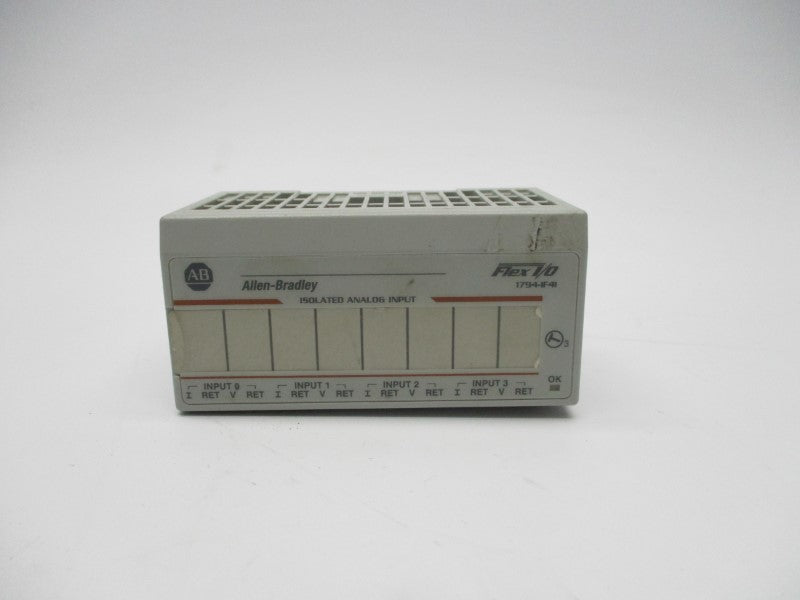 AB
Allen-Bradley
Flex I/O
1794-IF4I
ISOLATED ANALOG INPUT
3
INPUT 0 INPUT 1 INPUT 2 INPUT 3
I RET V RET I RET V RET I RET V RET I RET V RET
OK